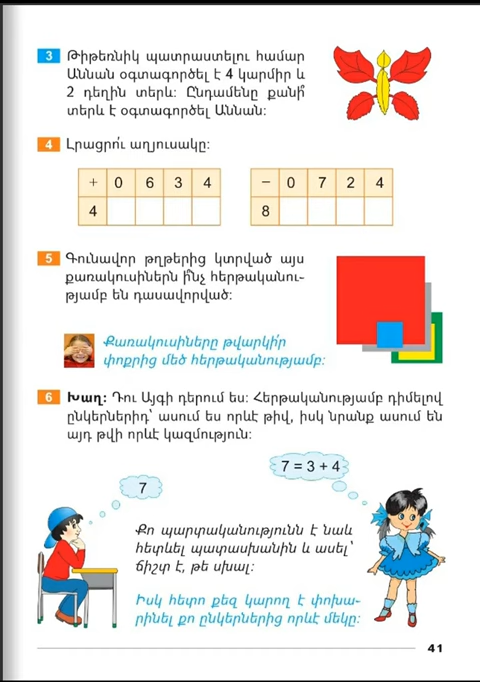 3 Թիթեռնիկ պատրաստելու համար
Աննան օգտագործել է 4 կարմիր և
2 դեղին տերև։ Ընդամենը քանի՞
տերև է օգտագործել Աննան։
4 Լրացրո՛ւ աղյուսակը։
+ 0 6 3 4
4
− 0 7 2 4
8
5 Գունավոր թղթերից կտրված այս
քառակուսիներն ի՞նչ հերթականու-
թյամբ են դասավորված։
Քառակուսիները թվարկի՛ր
փոքրից մեծ հերթականությամբ։
6 Խաղ։ Դու Այգի դերում ես։ Հերթականությամբ դիմելով
ընկերներիդ՝ ասում ես որևէ թիվ, իսկ նրանք ասում են
այդ թվի որևէ կազմություն։
7 = 3 + 4
7
Քո պարտականությունն է նաև
հետևել պատասխանին և ասել՝
ճիշտ է, թե սխալ։
Իսկ հետո քեզ կարող է փոխա-
րինել քո ընկերներից որևէ մեկը։
41